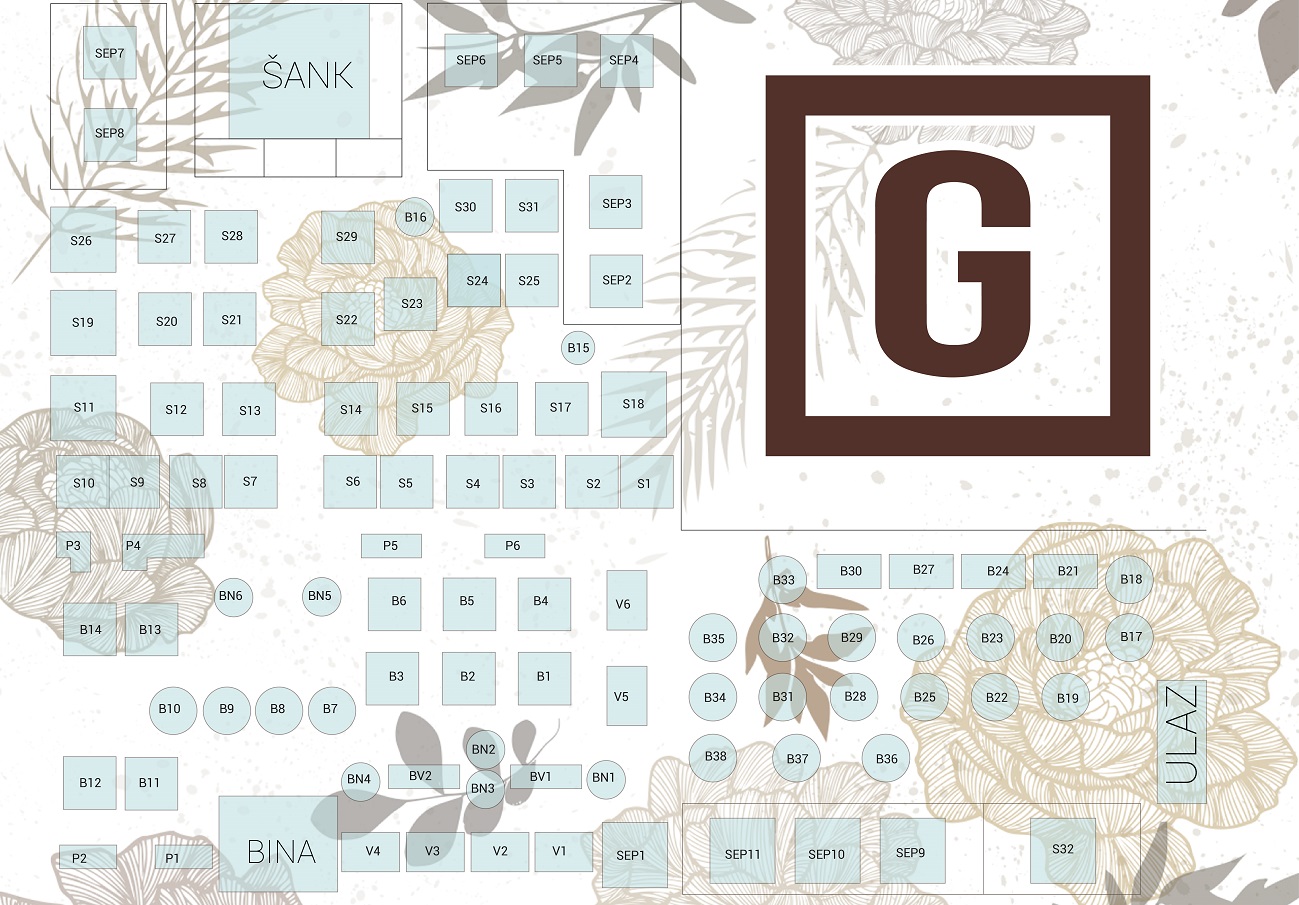 SEP7
ŠANK
SEP6 SEP5 SEP4
SEP8
G
S26 S27 S28 S29 B16 S30 S31 SEP3
S24 S25 SEP2
S19 S20 S21 S22 S23
B15
S11 S12 S13 S14 S15 S16 S17 S18
S10 S9 S8 S7 S6 S5 S4 S3 S2 S1
P3 P4 P5 P6
B33 B30 B27 B24 B21 B18
BN6 BN5 B6 B5 B4 V6
B14 B13 B35 B32 B29 B26 B23 B20 B17
B3 B2 B1 V5 B34 B31 B28 B25 B22 B19
B10 B9 B8 B7
ULAZ
BN2
B38 B37 B36
B12 B11 BN4 BV2 BN3 BV1 BN1
P2 P1 BINA V4 V3 V2 V1 SEP1 SEP11 SEP10 SEP9 S32